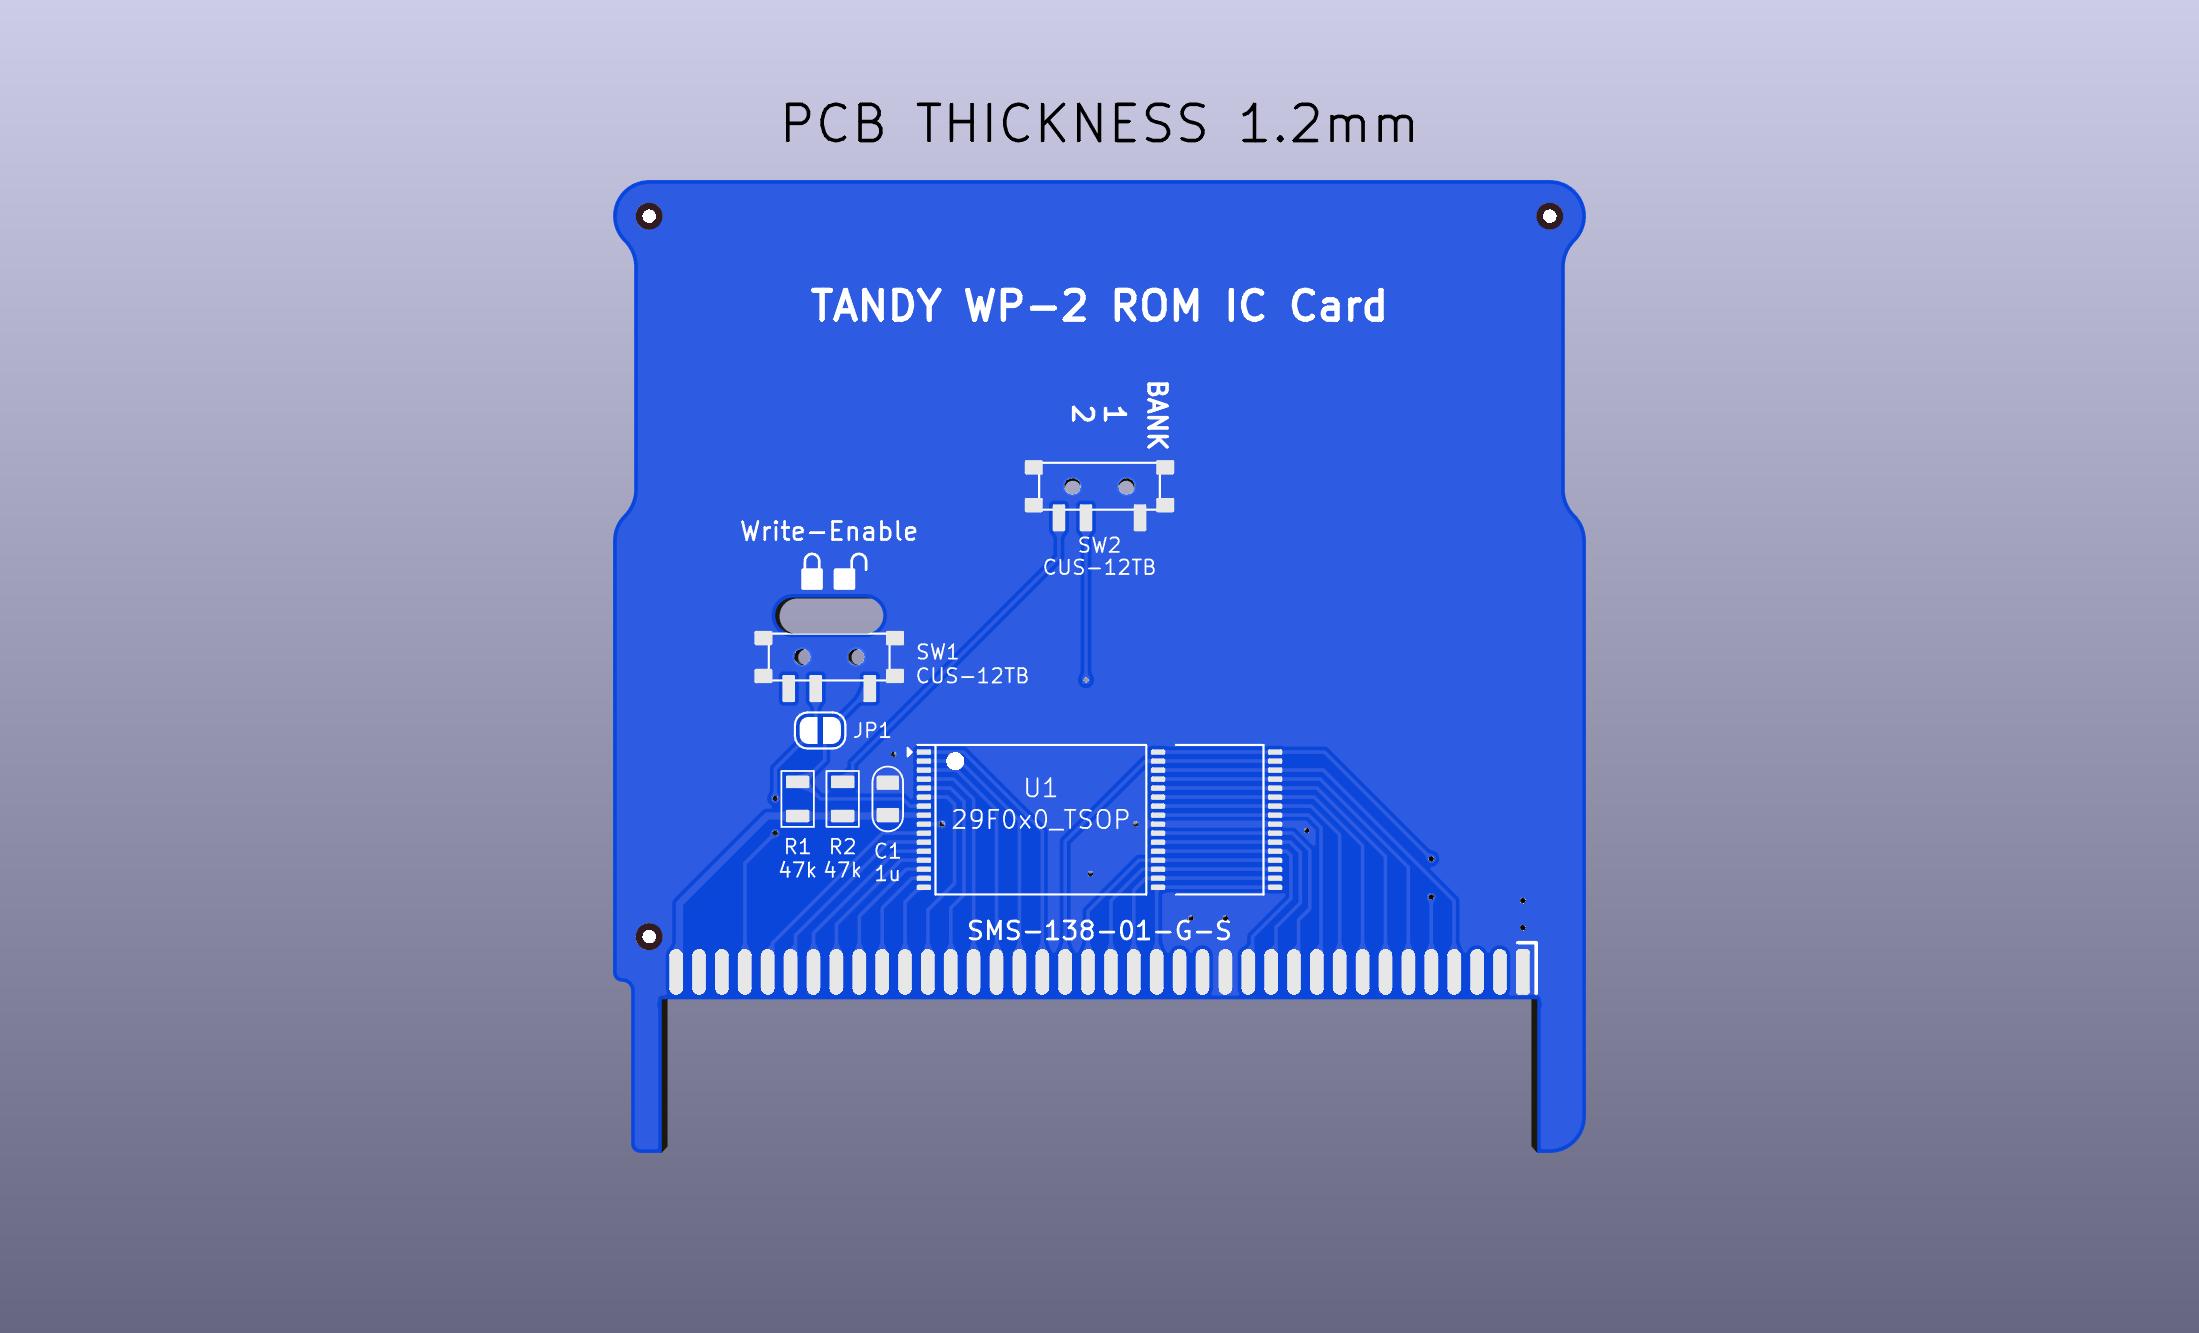 PCB THICKNESS 1.2mm
TANDY WP-2 ROM IC Card
BANK
1
2
Write-Enable
SW2
CUS-12TB
SW1
CUS-12TB
JP1
U1
29F0x0_TSOP
R1
47k
R2
47k
C1
1u
SMS-138-01-G-S